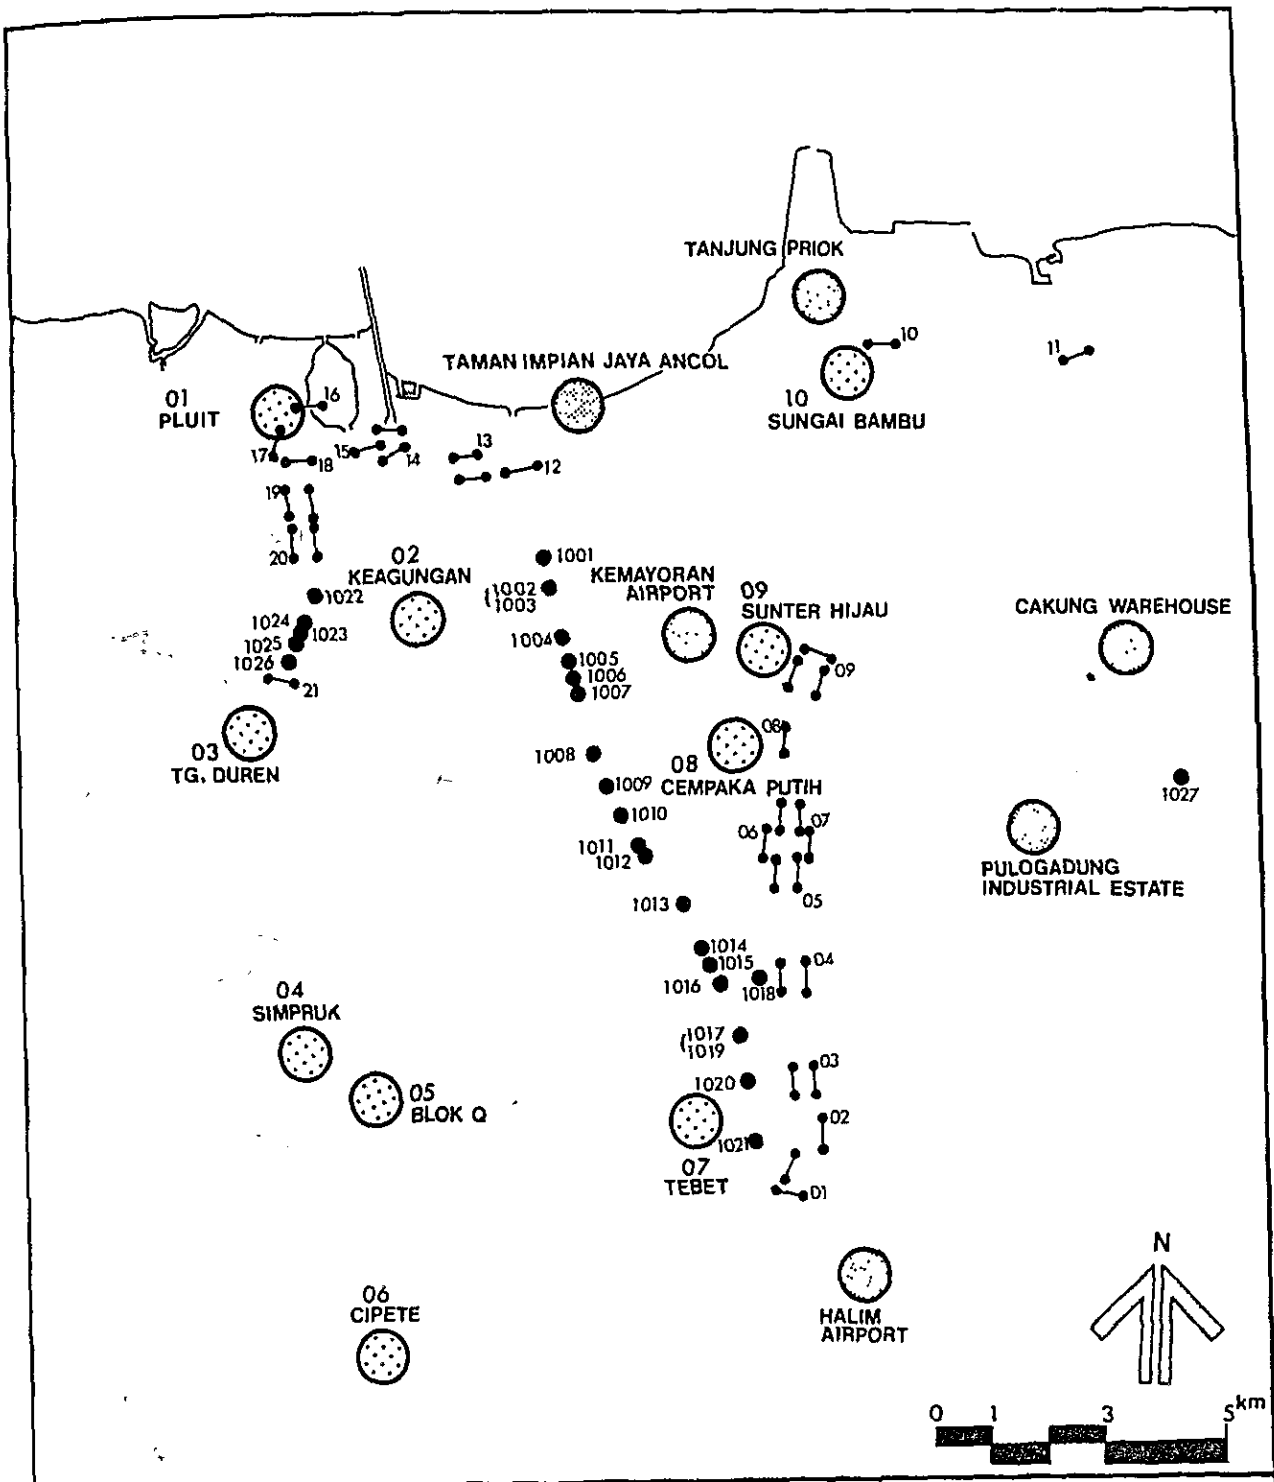 TANJUNG PRIOK
10
11
TAMAN IMPIAN JAYA ANCOL
01
PLUIT
16
10
SUNGAI BAMBU
17
18
15
14
13
12
19
20
02
KEAGUNGAN
1001
1002
1003
KEMAYORAN
AIRPORT
09
SUNTER HIJAU
CAKUNG WAREHOUSE
1022
1024
1023
1025
1026
21
1004
1005
1006
1007
09
03
TG. DUREN
1008
08
08
CEMPAKA PUTIH
1009
1010
1027
06
07
1011
1012
PULOGADUNG
INDUSTRIAL ESTATE
05
1013
1014
1015
1016
1018
04
04
SIMPRUK
1017
1019
03
1020
05
BLOK Q
02
1021
07
TEBET
01
N
06
CIPETE
HALIM
AIRPORT
0 1 3 5 km